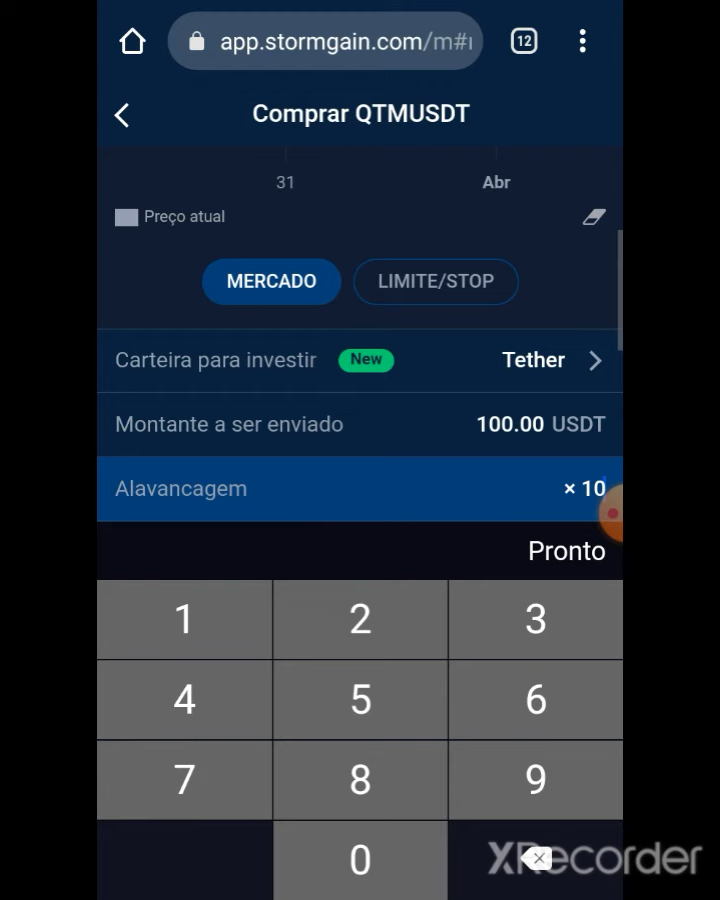 app.stormgain.com/m#
12
Comprar QTMUSDT
31
Abr
Preço atual
MERCADO
LIMITE/STOP
Carteira para investir New Tether
Montante a ser enviado 100.00 USDT
Alavancagem × 10
Pronto
1 2 3
4 5 6
7 8 9
0
XRecorder